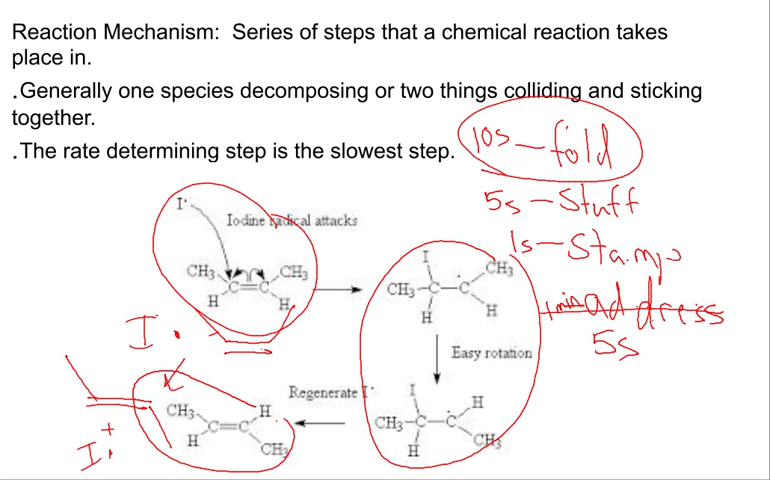 Reaction Mechanism: Series of steps that a chemical reaction takes
place in.
.Generally one species decomposing or two things colliding and sticking
together.
.The rate determining step is the slowest step.
10s - fold
5s - Stuff
1s - Stamp
1min address
5s
I·
Iodine radical attacks
CH3 CH3
C=C
H H
I
CH3
CH3-C-C
H H
I·
Easy rotation
Regenerate I·
I H
CH3-C-C
H CH3
CH3 H
C=C
H CH3
+
I·